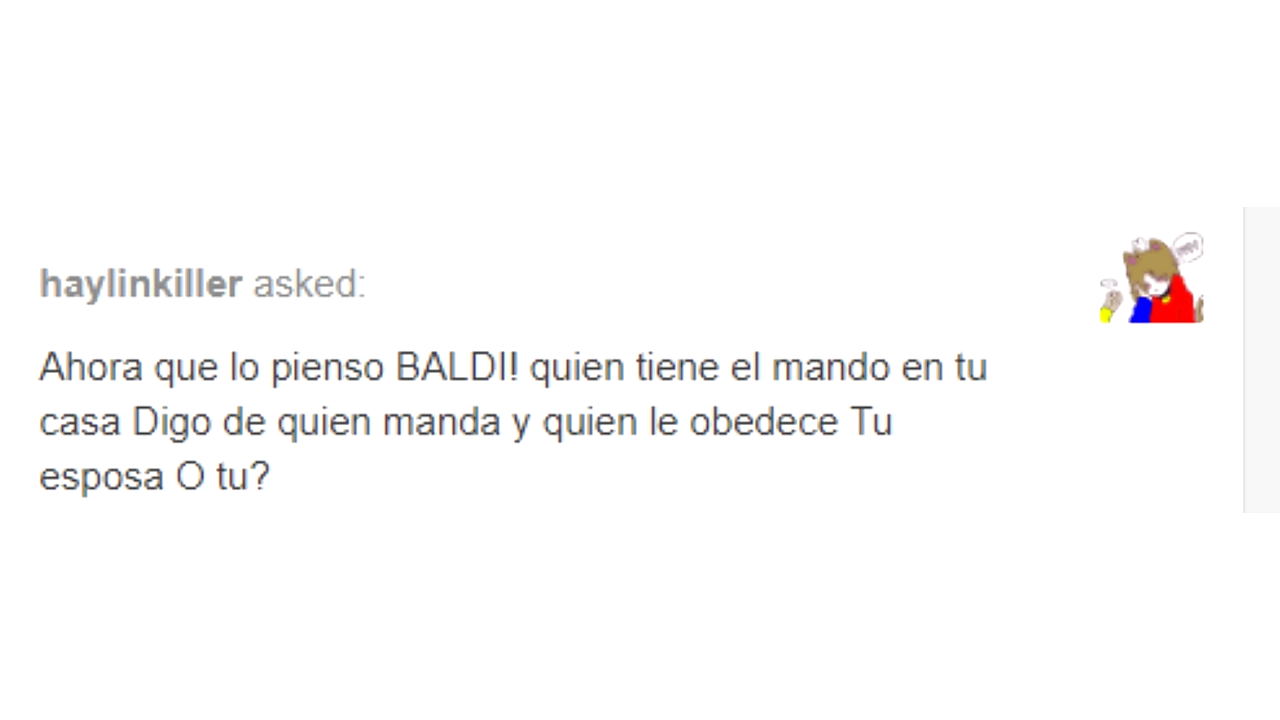 haylinkiller asked:
Ahora que lo pienso BALDI! quien tiene el mando en tu
casa Digo de quien manda y quien le obedece Tu
esposa O tu?